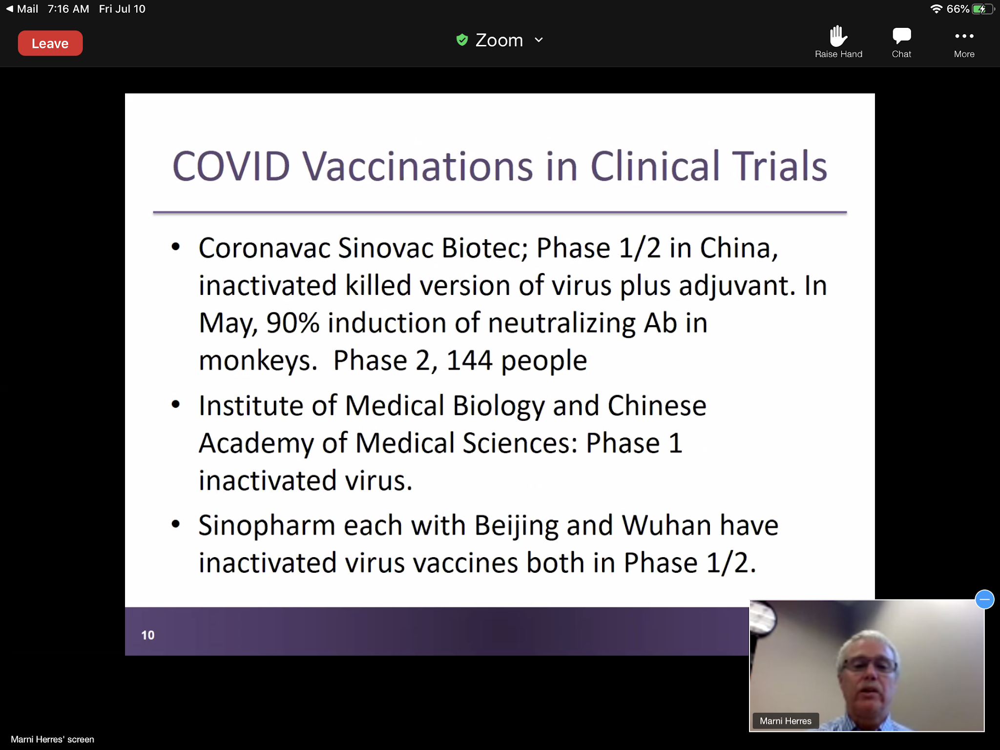 Mail 7:16 AM Fri Jul 10
66%
Leave
Zoom
Raise Hand
Chat
More
COVID Vaccinations in Clinical Trials
• Coronavac Sinovac Biotec; Phase 1/2 in China,
inactivated killed version of virus plus adjuvant. In
May, 90% induction of neutralizing Ab in
monkeys.  Phase 2, 144 people
• Institute of Medical Biology and Chinese
Academy of Medical Sciences: Phase 1
inactivated virus.
• Sinopharm each with Beijing and Wuhan have
inactivated virus vaccines both in Phase 1/2.
10
Marni Herres
Marni Herres' screen